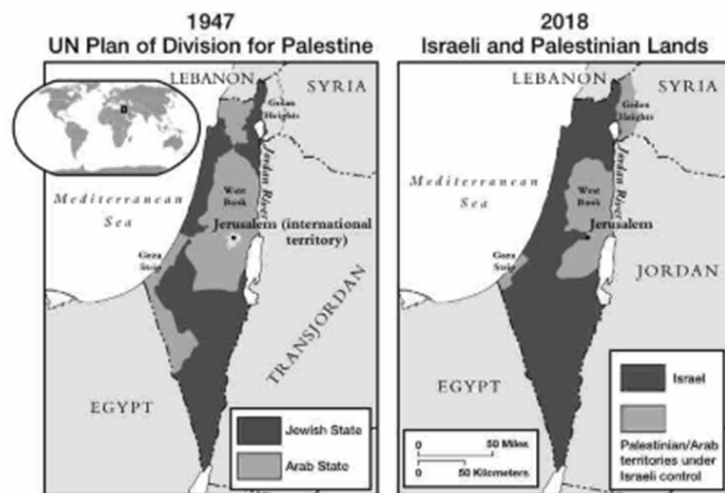 1947
UN Plan of Division for Palestine
LEBANON
SYRIA
Golan
Heights
Mediterranean
Sea
Jordan River
West
Bank
Jerusalem (international
territory)
Gaza
Strip
TRANSJORDAN
EGYPT
Jewish State
Arab State
2018
Israeli and Palestinian Lands
LEBANON
SYRIA
Golan
Heights
Mediterranean
Sea
Jordan River
West
Bank
Jerusalem
Gaza
Strip
JORDAN
EGYPT
0 50 Miles
0 50 Kilometers
Israel
Palestinian/Arab
territories under
Israeli control